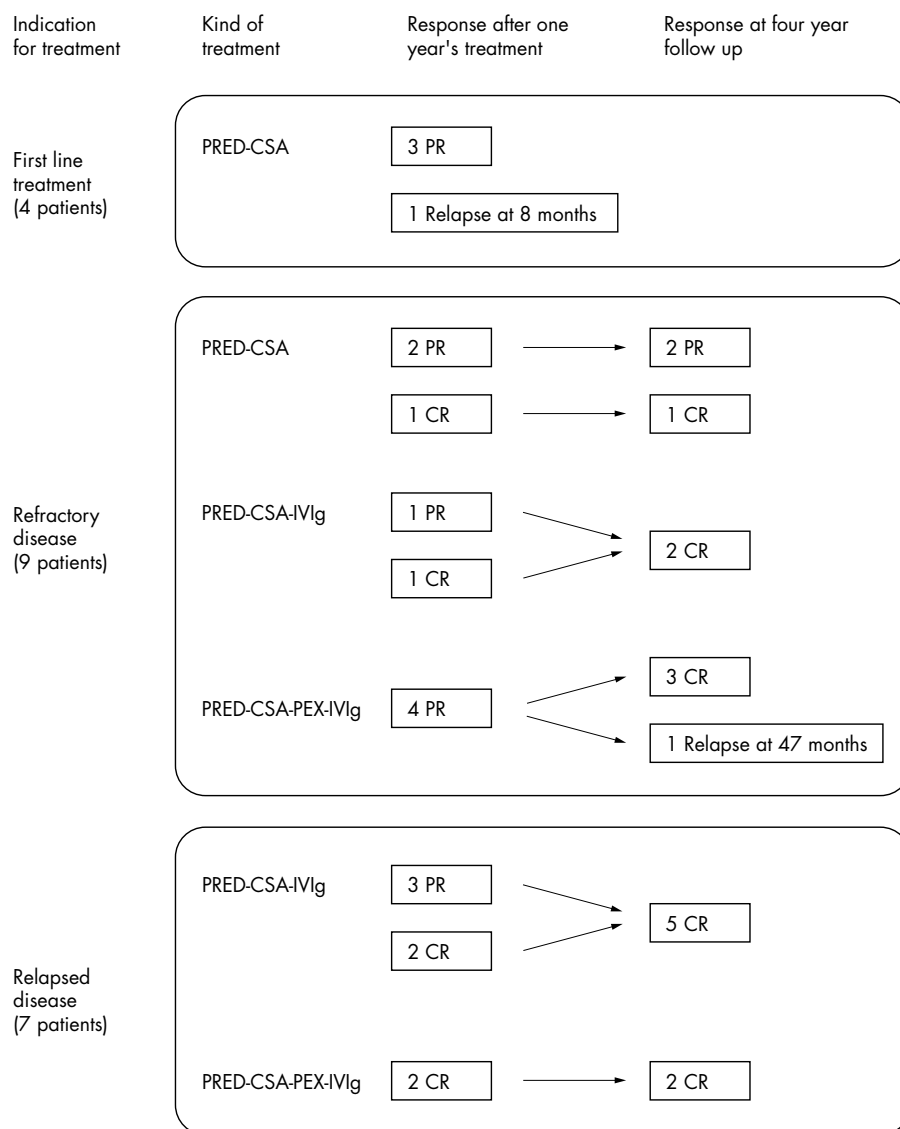 Indication
for treatment
Kind of
treatment
Response after one
year's treatment
Response at four year
follow up
First line
treatment
(4 patients)
PRED-CSA
3 PR
1 Relapse at 8 months
Refractory
disease
(9 patients)
PRED-CSA
2 PR
2 PR
1 CR
1 CR
PRED-CSA-IVIg
1 PR
1 CR
2 CR
PRED-CSA-PEX-IVIg
4 PR
3 CR
1 Relapse at 47 months
Relapsed
disease
(7 patients)
PRED-CSA-IVIg
3 PR
2 CR
5 CR
PRED-CSA-PEX-IVIg
2 CR
2 CR